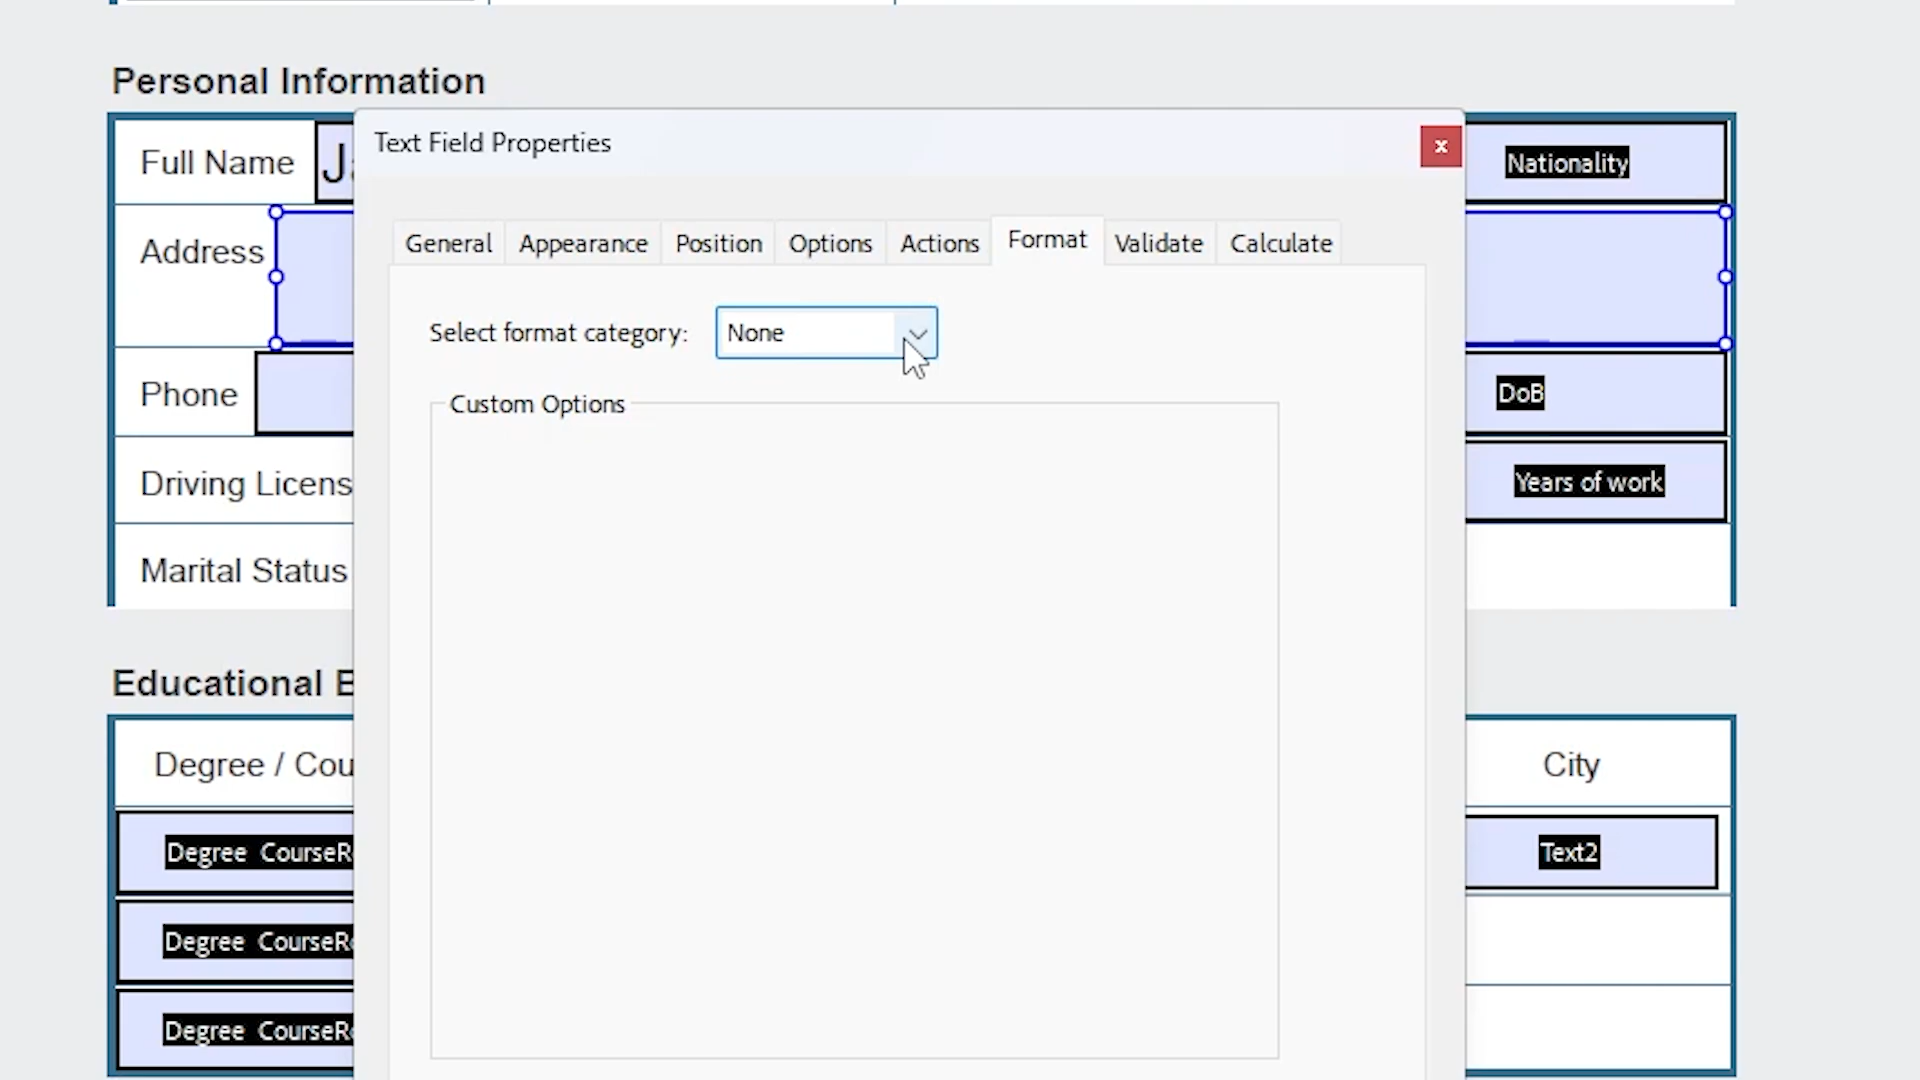 Personal Information
Text Field Properties
x
Full Name
Nationality
General Appearance Position Options Actions Format Validate Calculate
Address
Select format category: None
Phone
DoB
Custom Options
Driving Licens
Years of work
Marital Status
Educational
Degree / Cou
City
Degree CourseR
Text2
Degree CourseR
Degree CourseR